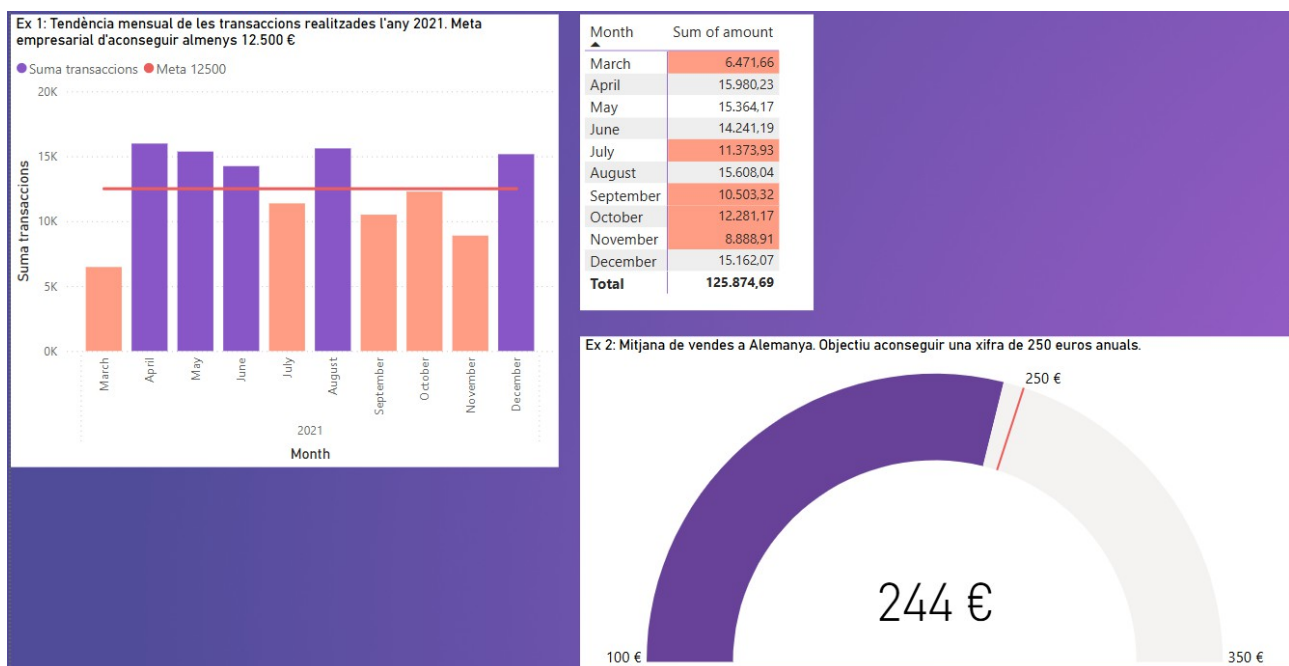 Ex 1: Tendència mensual de les transaccions realitzades l'any 2021. Meta
empresarial d'aconseguir almenys 12.500 €
Suma transaccions Meta 12500
20K
15K
10K
5K
0K
Suma transaccions
March April May June July August September October November December
2021
Month
Month Sum of amount
March 6.471,66
April 15.980,23
May 15.364,17
June 14.241,19
July 11.373,93
August 15.608,04
September 10.503,32
October 12.281,17
November 8.888,91
December 15.162,07
Total 125.874,69
Ex 2: Mitjana de vendes a Alemanya. Objectiu aconseguir una xifra de 250 euros anuals.
250 €
244 €
100 € 350 €